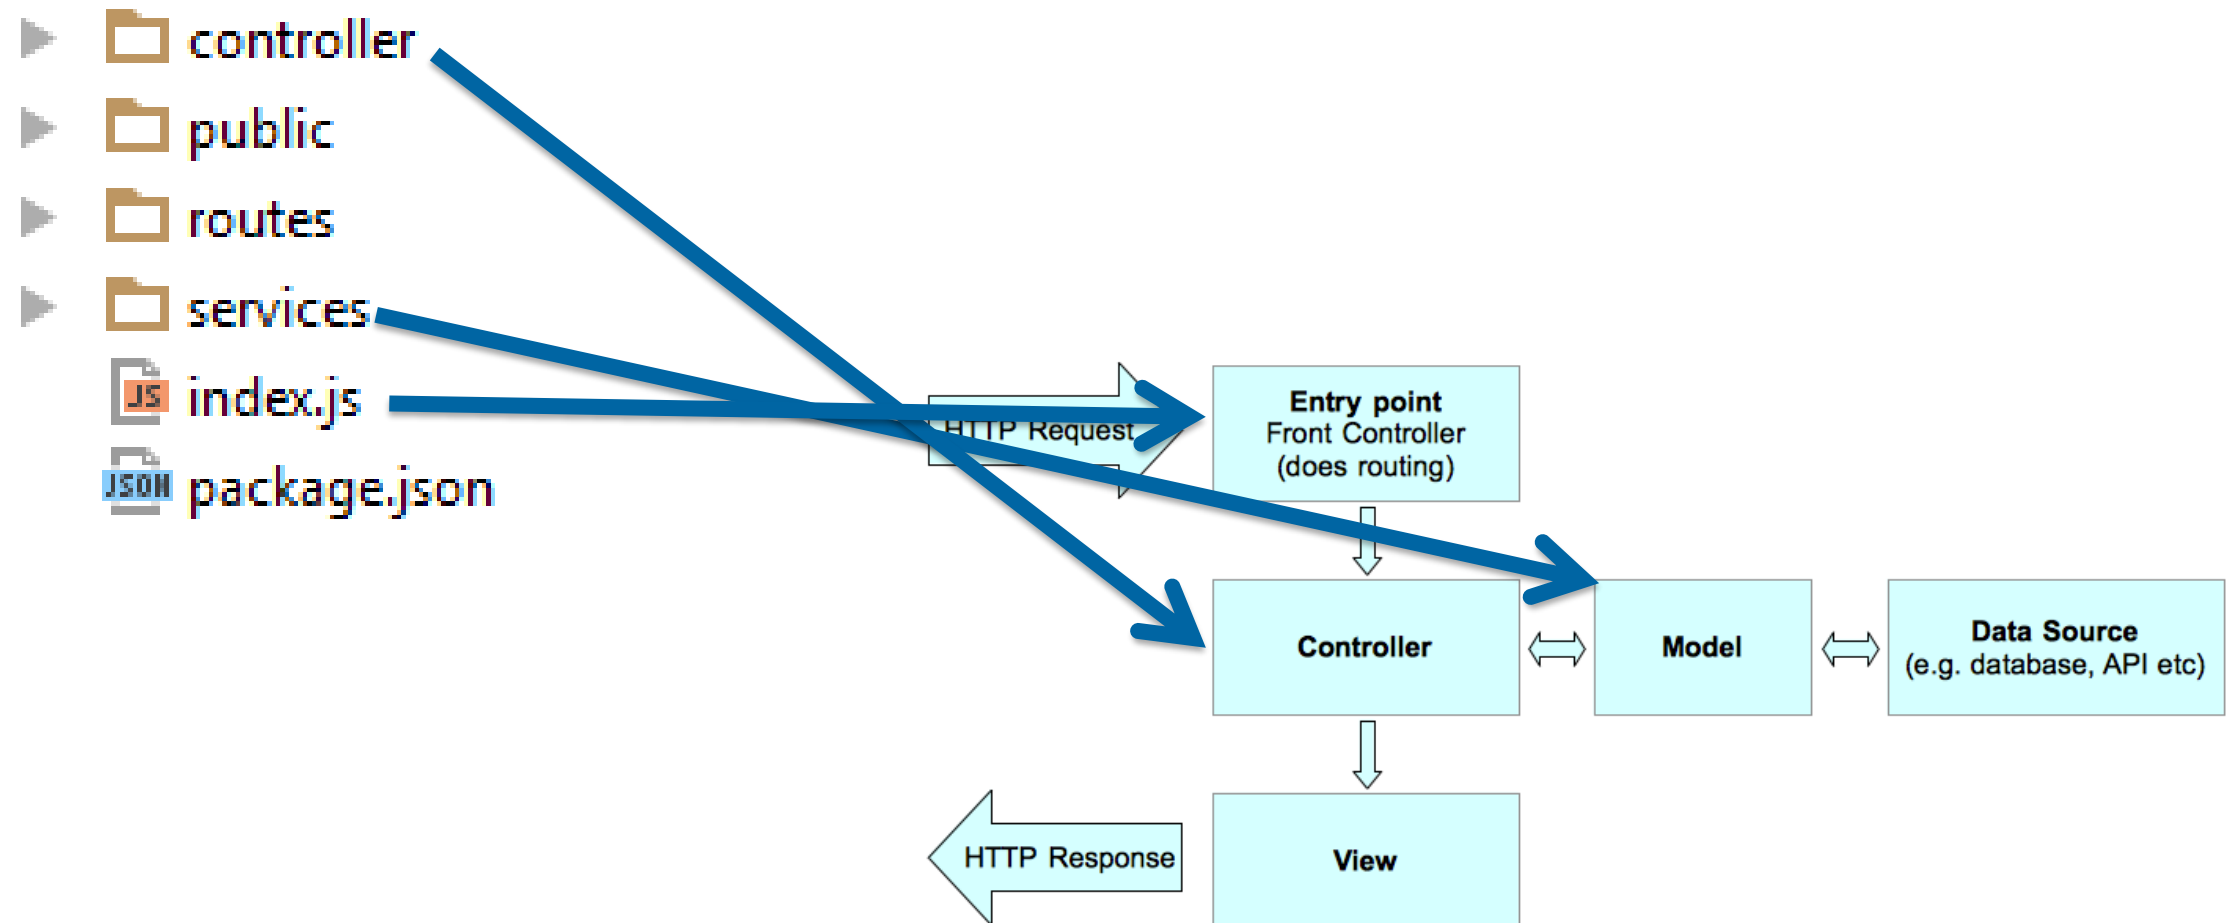 controller
public
routes
services
JS index.js
JSON package.json
HTTP Request
Entry point
Front Controller
(does routing)
Controller
Model
Data Source
(e.g. database, API etc)
HTTP Response
View